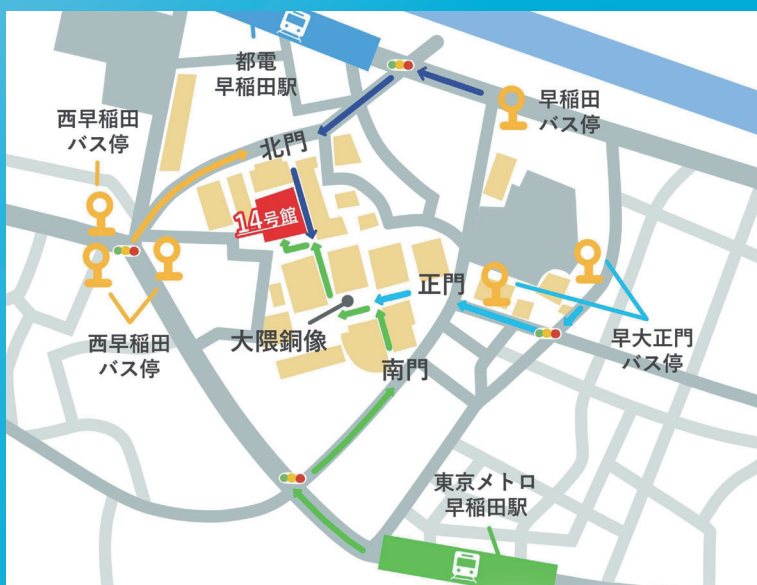 都電
早稲田駅
早稲田
バス停
西早稲田
バス停
北門
14号館
正門
大隈銅像
西早稲田
バス停
早大正門
バス停
南門
東京メトロ
早稲田駅